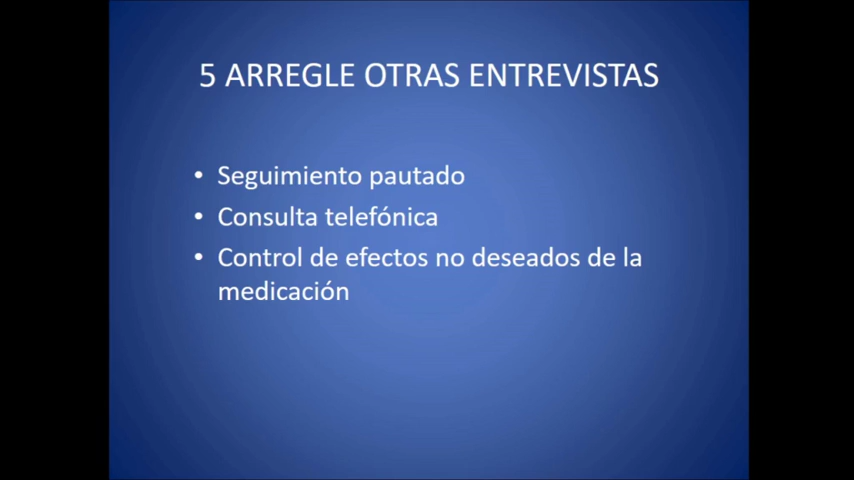 5 ARREGLE OTRAS ENTREVISTAS
• Seguimiento pautado
• Consulta telefónica
• Control de efectos no deseados de la
medicación